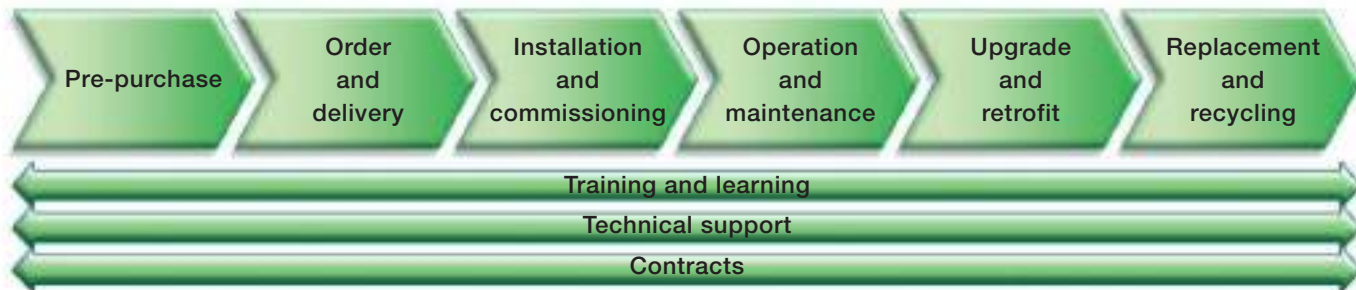 Pre-purchase
Order
and
delivery
Installation
and
commissioning
Operation
and
maintenance
Upgrade
and
retrofit
Replacement
and
recycling
Training and learning
Technical support
Contracts